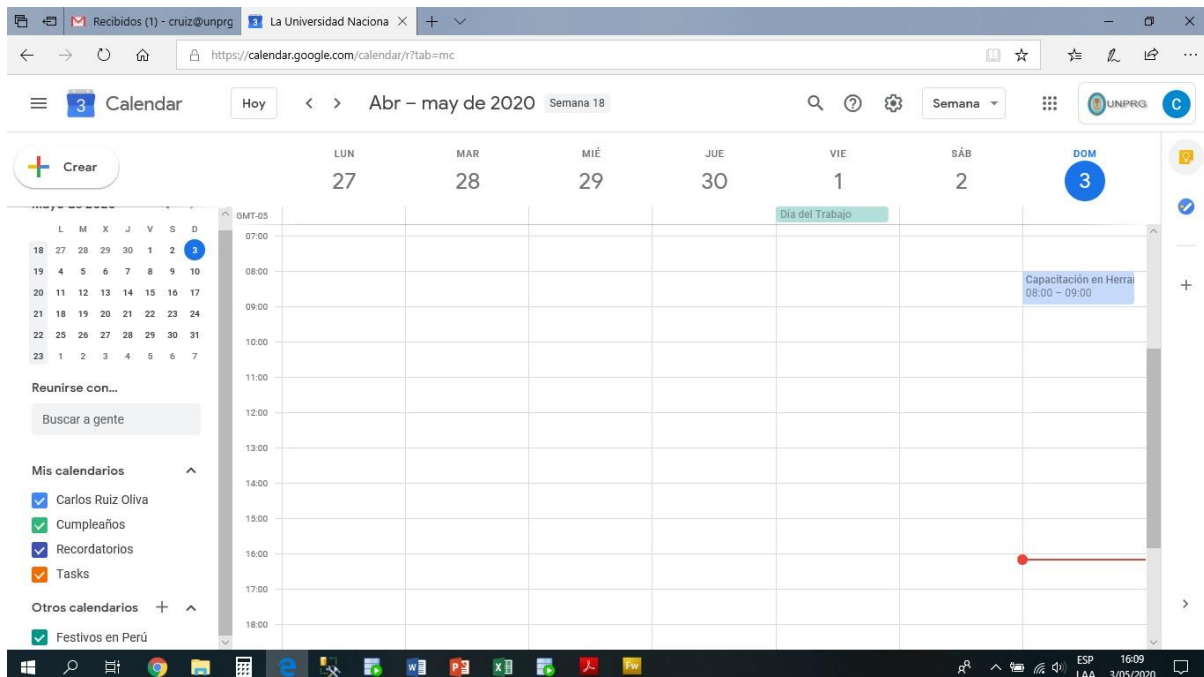 Recibidos (1) - cruiz@unprg
La Universidad Naciona
https://calendar.google.com/calendar/r?tab=mc
3 Calendar
Hoy
Abr – may de 2020 Semana 18
Semana
UNPRG
C
Crear
LUN MAR MIÉ JUE VIE SÁB DOM
27 28 29 30 1 2 3
GMT-05
Día del Trabajo
L M X J V S D
18 27 28 29 30 1 2 3
19 4 5 6 7 8 9 10
20 11 12 13 14 15 16 17
21 18 19 20 21 22 23 24
22 25 26 27 28 29 30 31
23 1 2 3 4 5 6 7
Reunirse con...
Buscar a gente
Mis calendarios
Carlos Ruiz Oliva
Cumpleaños
Recordatorios
Tasks
Otros calendarios
Festivos en Perú
07:00
08:00
09:00
10:00
11:00
12:00
13:00
14:00
15:00
16:00
17:00
18:00
Capacitación en Herra
08:00 – 09:00
ESP 16:09
LAA 3/05/2020